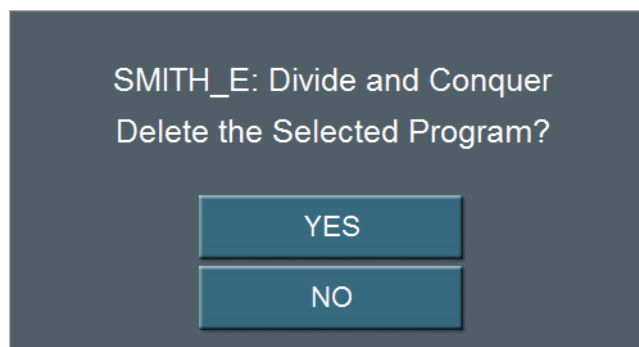 SMITH_E: Divide and Conquer
Delete the Selected Program?
YES
NO